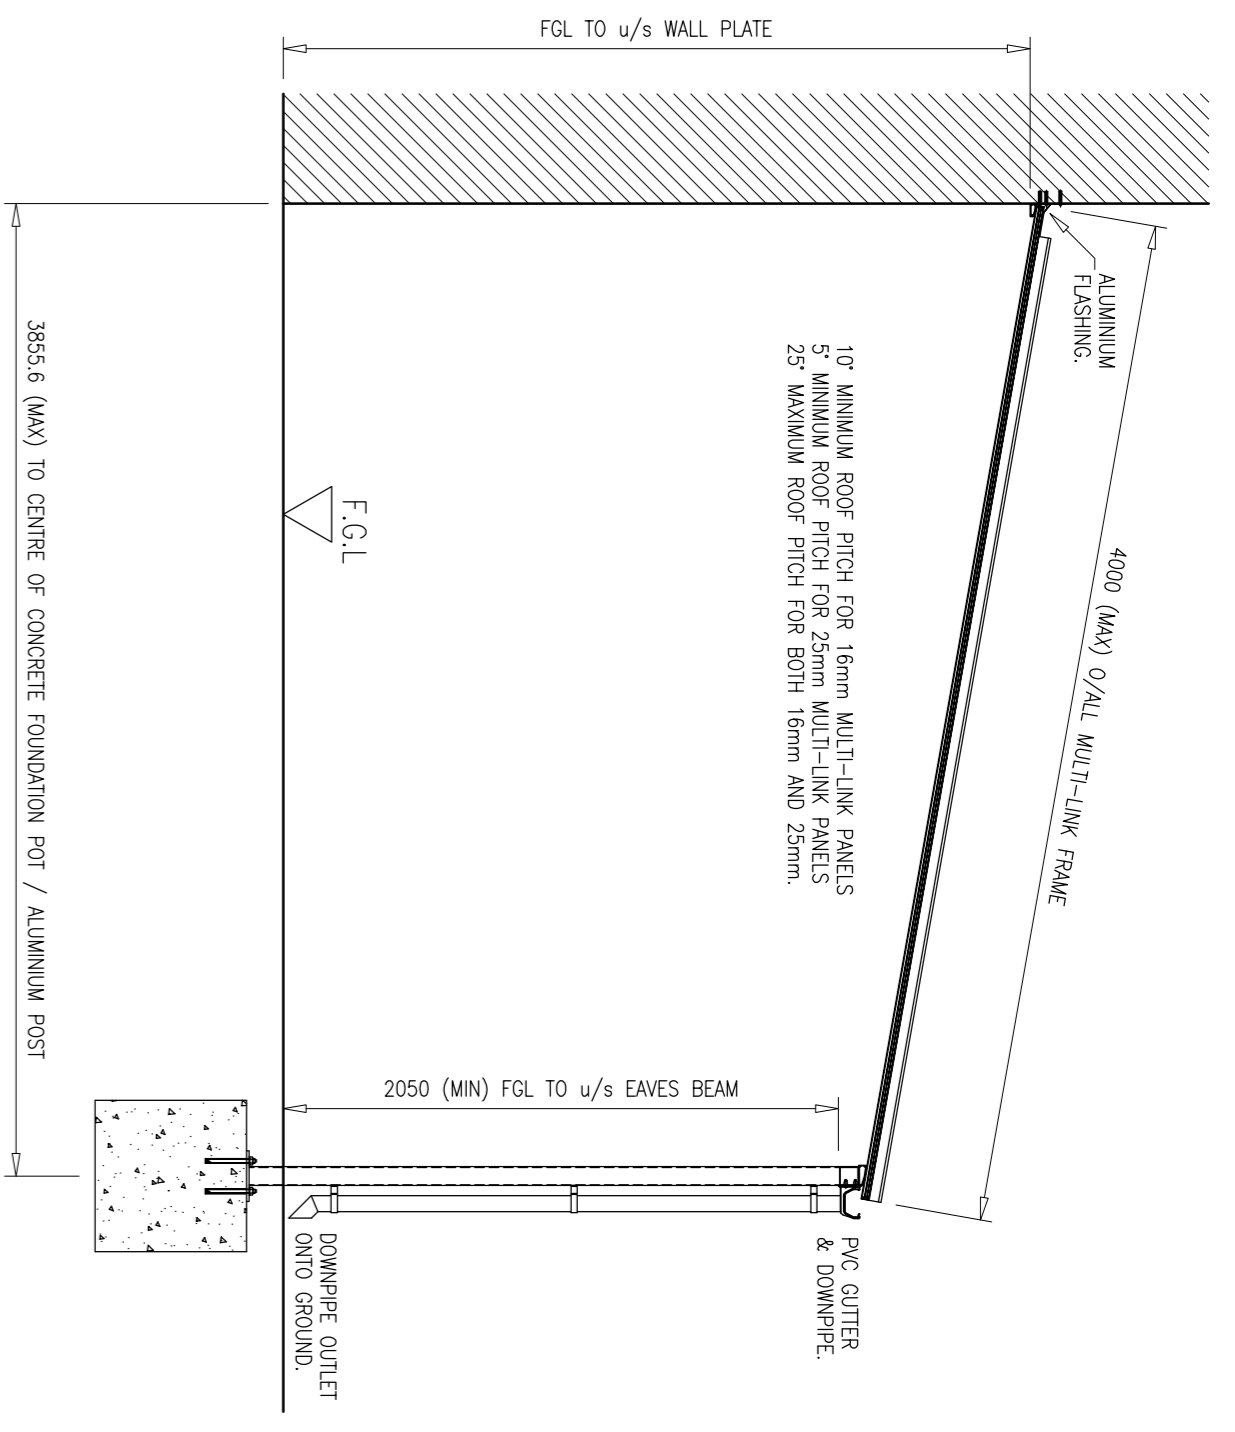 FGL TO u/s WALL PLATE
ALUMINIUM
FLASHING.
4000 (MAX) O/ALL MULTI-LINK FRAME
10° MINIMUM ROOF PITCH FOR 16mm MULTI-LINK PANELS
5° MINIMUM ROOF PITCH FOR 25mm MULTI-LINK PANELS
25° MAXIMUM ROOF PITCH FOR BOTH 16mm AND 25mm.
F.G.L
2050 (MIN) FGL TO u/s EAVES BEAM
PVC GUTTER
& DOWNPIPE.
DOWNPIPE OUTLET
ONTO GROUND.
3855.6 (MAX) TO CENTRE OF CONCRETE FOUNDATION POT / ALUMINIUM POST